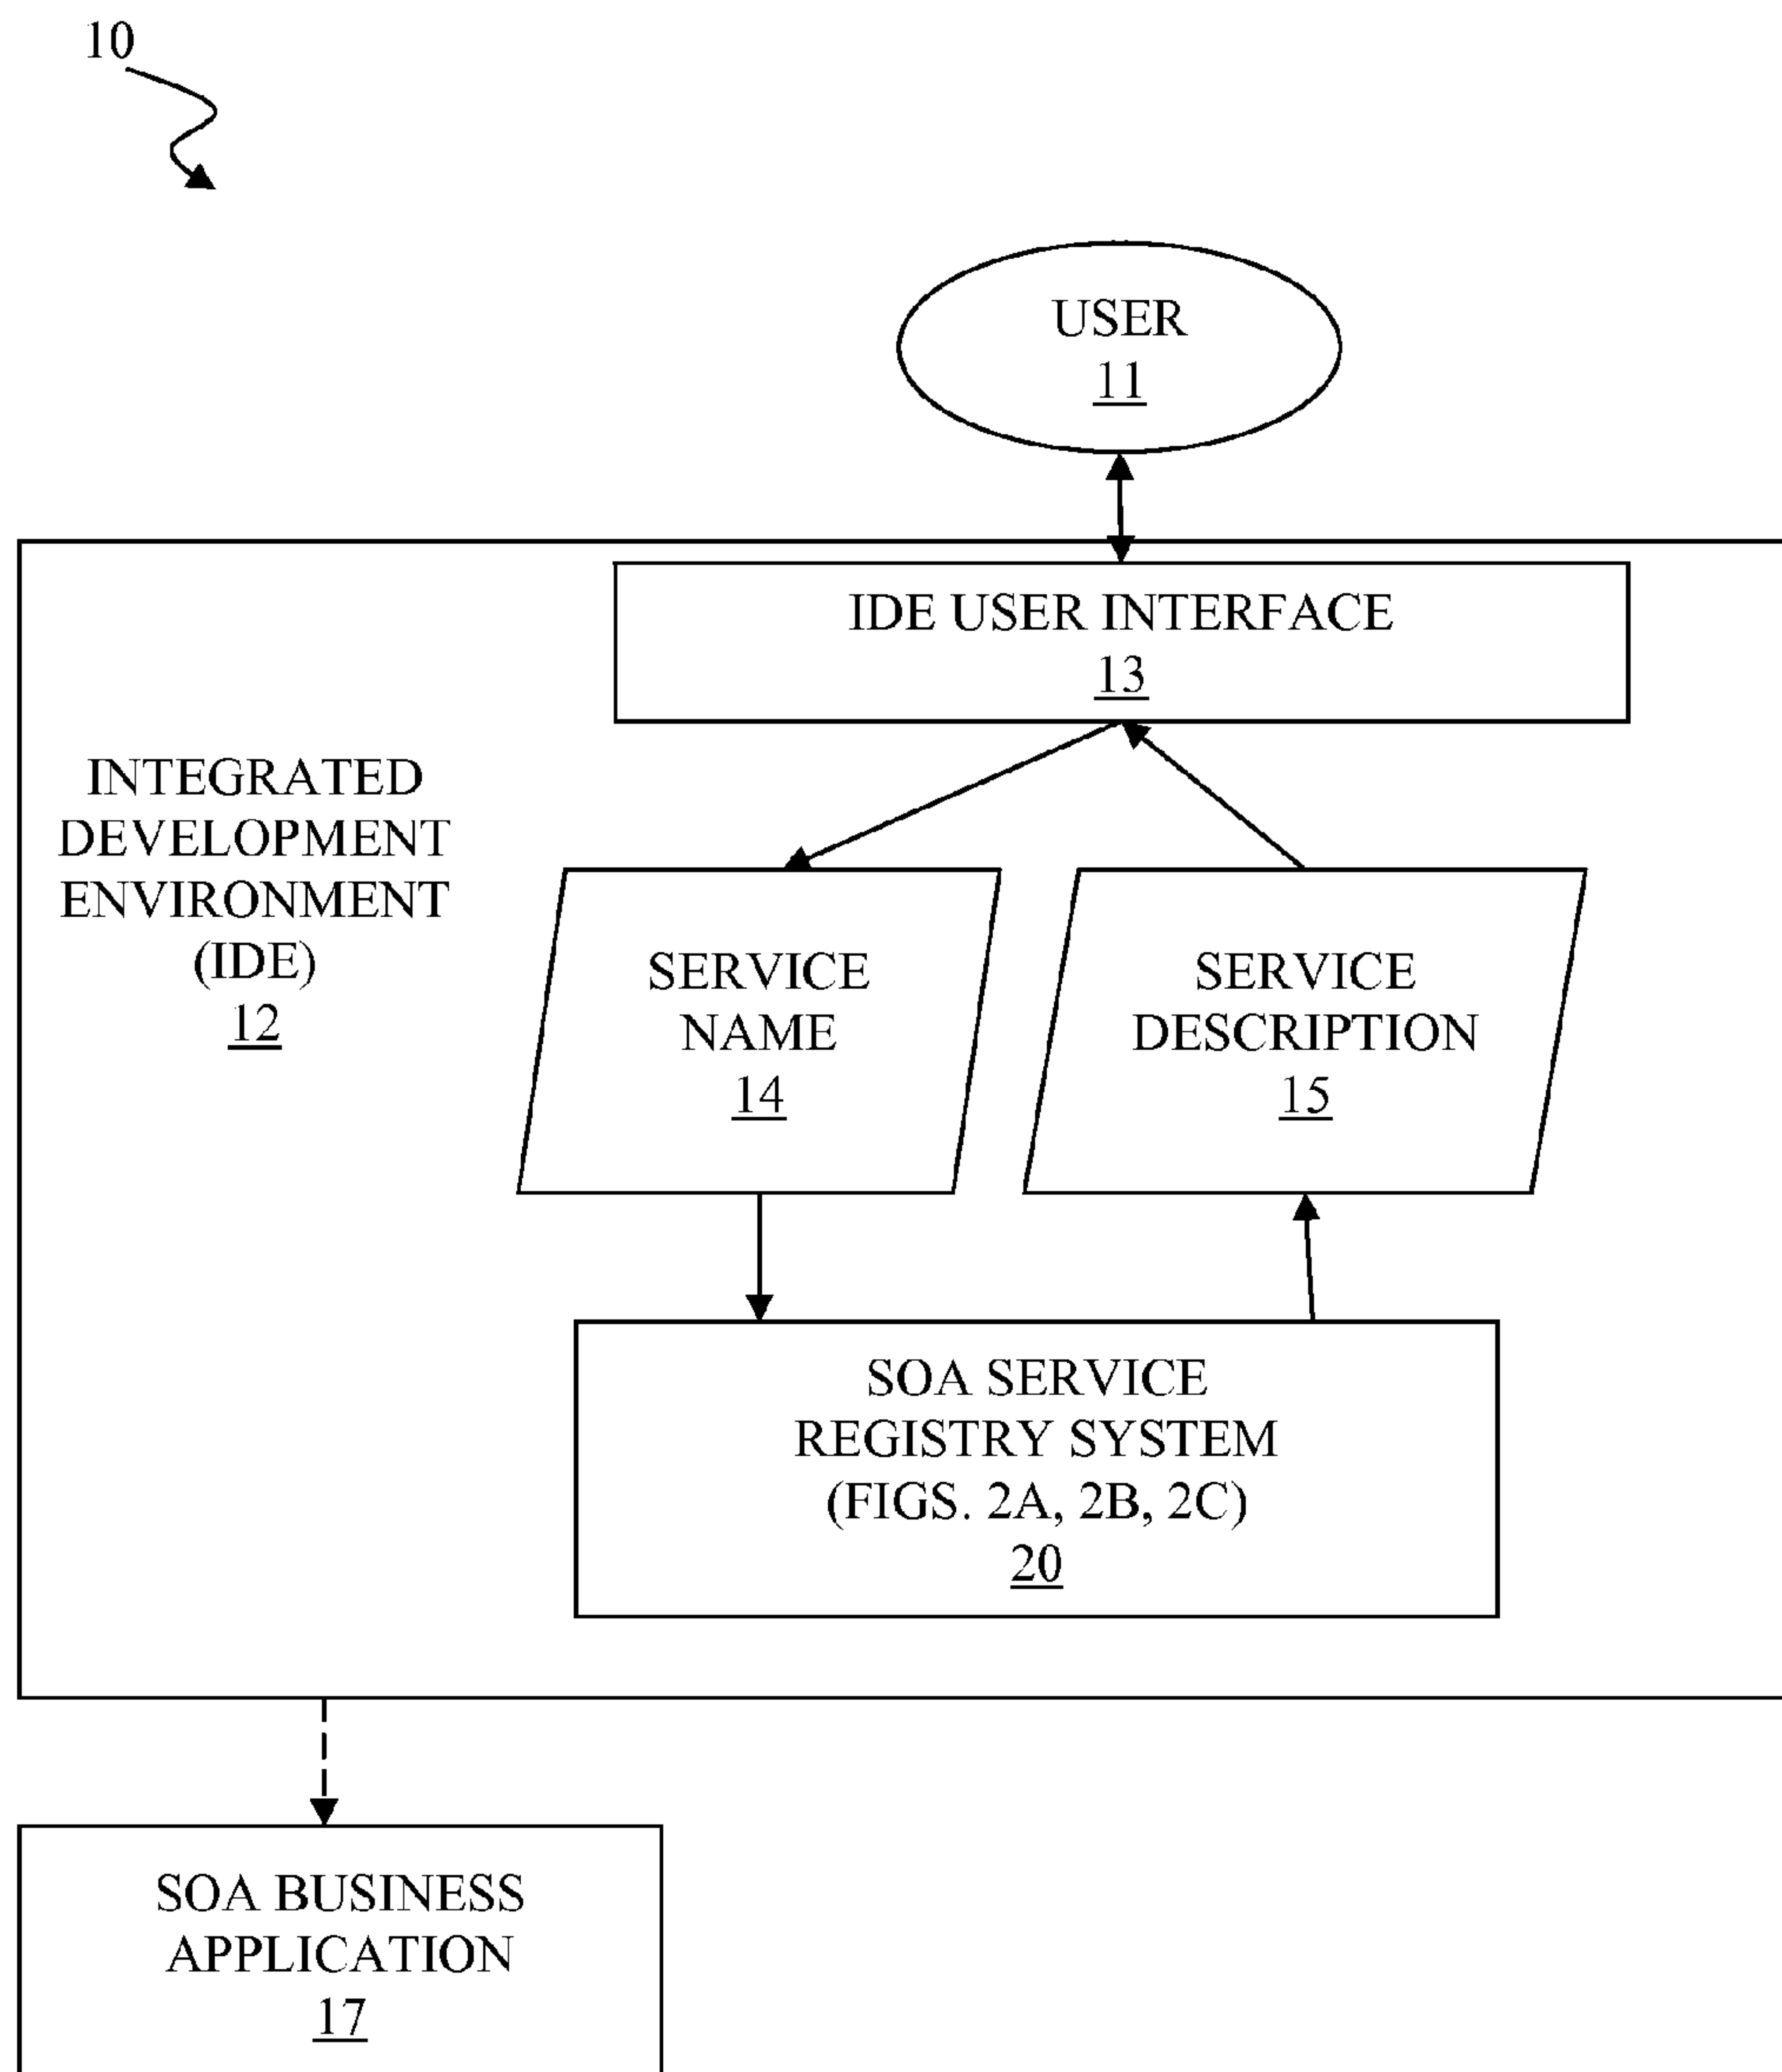 10
USER
11
IDE USER INTERFACE
13
INTEGRATED
DEVELOPMENT
ENVIRONMENT
(IDE)
12
SERVICE
NAME
14
SERVICE
DESCRIPTION
15
SOA SERVICE
REGISTRY SYSTEM
(FIGS. 2A, 2B, 2C)
20
SOA BUSINESS
APPLICATION
17